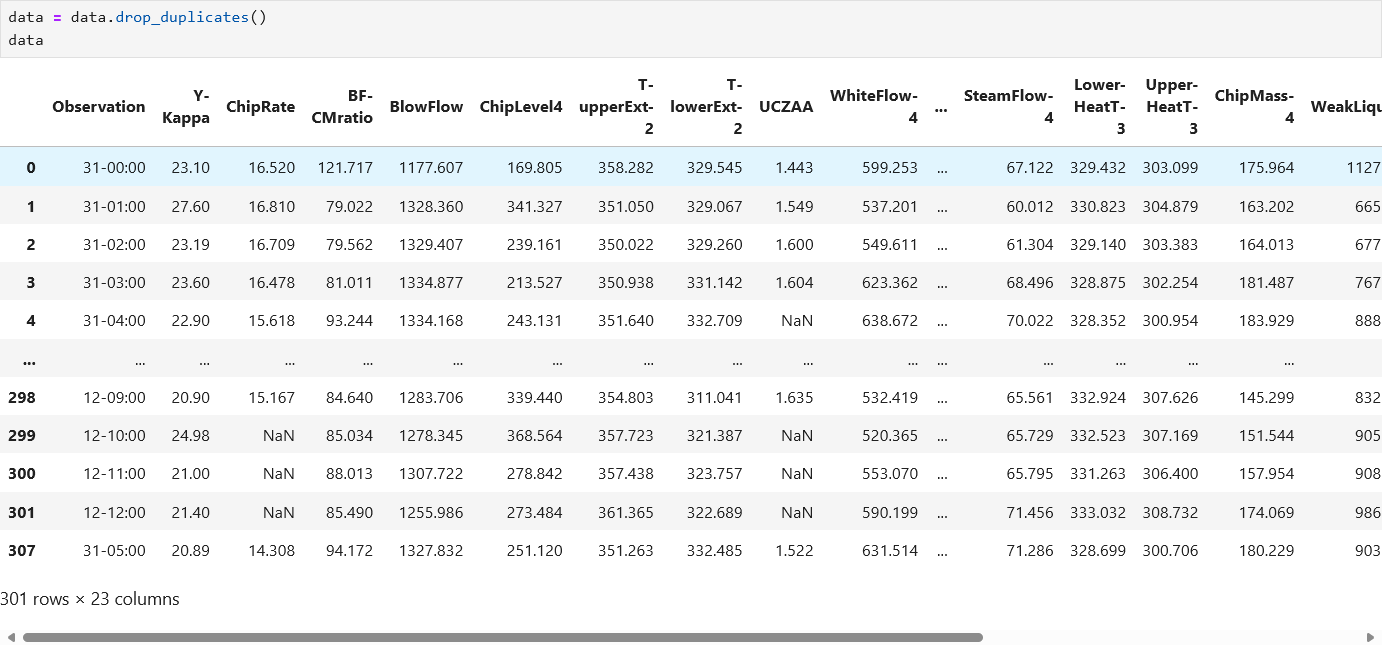 data = data.drop_duplicates()
data
Observation Y-Kappa ChipRate BF-CMratio BlowFlow ChipLevel4 T-upperExt-2 T-lowerExt-2 UCZAA WhiteFlow-4 ... SteamFlow-4 Lower-HeatT-3 Upper-HeatT-3 ChipMass-4 WeakLiqu
0 31-00:00 23.10 16.520 121.717 1177.607 169.805 358.282 329.545 1.443 599.253 ... 67.122 329.432 303.099 175.964 1127
1 31-01:00 27.60 16.810 79.022 1328.360 341.327 351.050 329.067 1.549 537.201 ... 60.012 330.823 304.879 163.202 665
2 31-02:00 23.19 16.709 79.562 1329.407 239.161 350.022 329.260 1.600 549.611 ... 61.304 329.140 303.383 164.013 677
3 31-03:00 23.60 16.478 81.011 1334.877 213.527 350.938 331.142 1.604 623.362 ... 68.496 328.875 302.254 181.487 767
4 31-04:00 22.90 15.618 93.244 1334.168 243.131 351.640 332.709 NaN 638.672 ... 70.022 328.352 300.954 183.929 888
... ... ... ... ... ... ... ... ... ... ... ... ... ... ... ...
298 12-09:00 20.90 15.167 84.640 1283.706 339.440 354.803 311.041 1.635 532.419 ... 65.561 332.924 307.626 145.299 832
299 12-10:00 24.98 NaN 85.034 1278.345 368.564 357.723 321.387 NaN 520.365 ... 65.729 332.523 307.169 151.544 905
300 12-11:00 21.00 NaN 88.013 1307.722 278.842 357.438 323.757 NaN 553.070 ... 65.795 331.263 306.400 157.954 908
301 12-12:00 21.40 NaN 85.490 1255.986 273.484 361.365 322.689 NaN 590.199 ... 71.456 333.032 308.732 174.069 986
307 31-05:00 20.89 14.308 94.172 1327.832 251.120 351.263 332.485 1.522 631.514 ... 71.286 328.699 300.706 180.229 903
301 rows × 23 columns